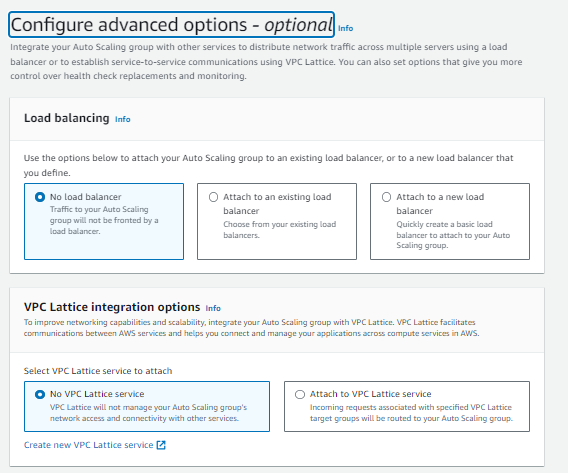 Configure advanced options - optional Info
Integrate your Auto Scaling group with other services to distribute network traffic across multiple servers using a load
balancer or to establish service-to-service communications using VPC Lattice. You can also set options that give you more
control over health check replacements and monitoring.
Load balancing Info
Use the options below to attach your Auto Scaling group to an existing load balancer, or to a new load balancer that
you define.
No load balancer
Traffic to your Auto Scaling
group will not be fronted by a
load balancer.
Attach to an existing load
balancer
Choose from your existing load
balancers.
Attach to a new load
balancer
Quickly create a basic load
balancer to attach to your Auto
Scaling group.
VPC Lattice integration options Info
To improve networking capabilities and scalability, integrate your Auto Scaling group with VPC Lattice. VPC Lattice facilitates
communications between AWS services and helps you connect and manage your applications across compute services in AWS.
Select VPC Lattice service to attach
No VPC Lattice service
VPC Lattice will not manage your Auto Scaling group's
network access and connectivity with other services.
Attach to VPC Lattice service
Incoming requests associated with specified VPC Lattice
target groups will be routed to your Auto Scaling group.
Create new VPC Lattice service